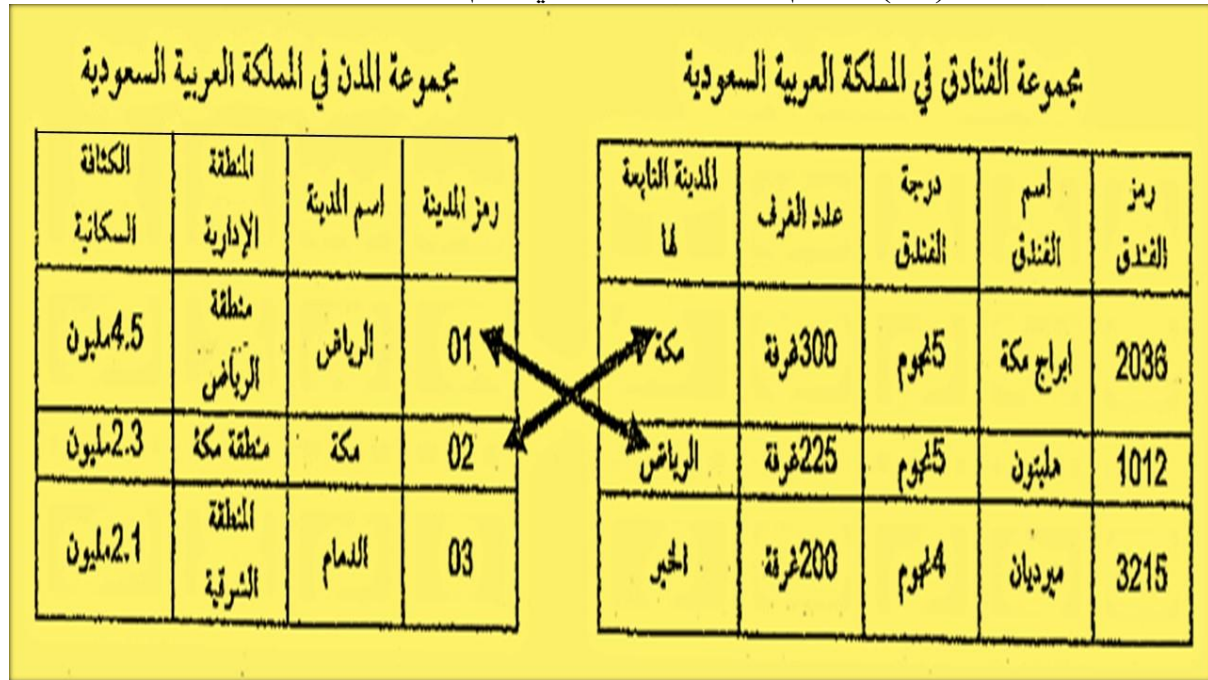 مجموعة الفنادق في المملكة العربية السعودية
رمز الفندق | اسم الفندق | درجة الفندق | عدد الغرف | المدينة التابعة لها
2036 | ابراج مكة | 5نجوم | 300غرفة | مكة
1012 | هليتون | 5نجوم | 225غرفة | الرياض
3215 | ميرديان | 4نجوم | 200غرفة | الخبر
مجموعة المدن في المملكة العربية السعودية
رمز المدينة | اسم المدينة | المنطقة الإدارية | الكثافة السكانية
01 | الرياض | منطقة الرياض | 4.5مليون
02 | مكة | منطقة مكة | 2.3مليون
03 | الدمام | المنطقة الشرقية | 2.1مليون